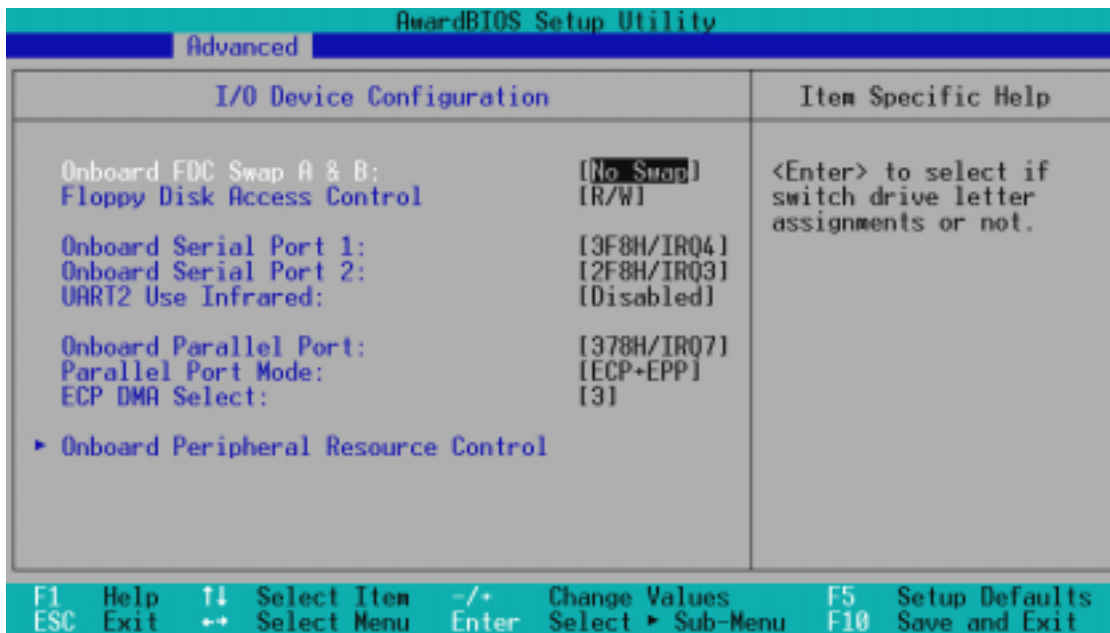 AwardBIOS Setup Utility
Advanced
I/O Device Configuration
Item Specific Help
Onboard FDC Swap A & B: [No Swap]
Floppy Disk Access Control [R/W]
Onboard Serial Port 1: [3F8H/IRQ4]
Onboard Serial Port 2: [2F8H/IRQ3]
UART2 Use Infrared: [Disabled]
Onboard Parallel Port: [378H/IRQ7]
Parallel Port Mode: [ECP+EPP]
ECP DMA Select: [3]
▸ Onboard Peripheral Resource Control
<Enter> to select if
switch drive letter
assignments or not.
F1 Help ↑↓ Select Item -/+ Change Values F5 Setup Defaults
ESC Exit ←→ Select Menu Enter Select ▸ Sub-Menu F10 Save and Exit